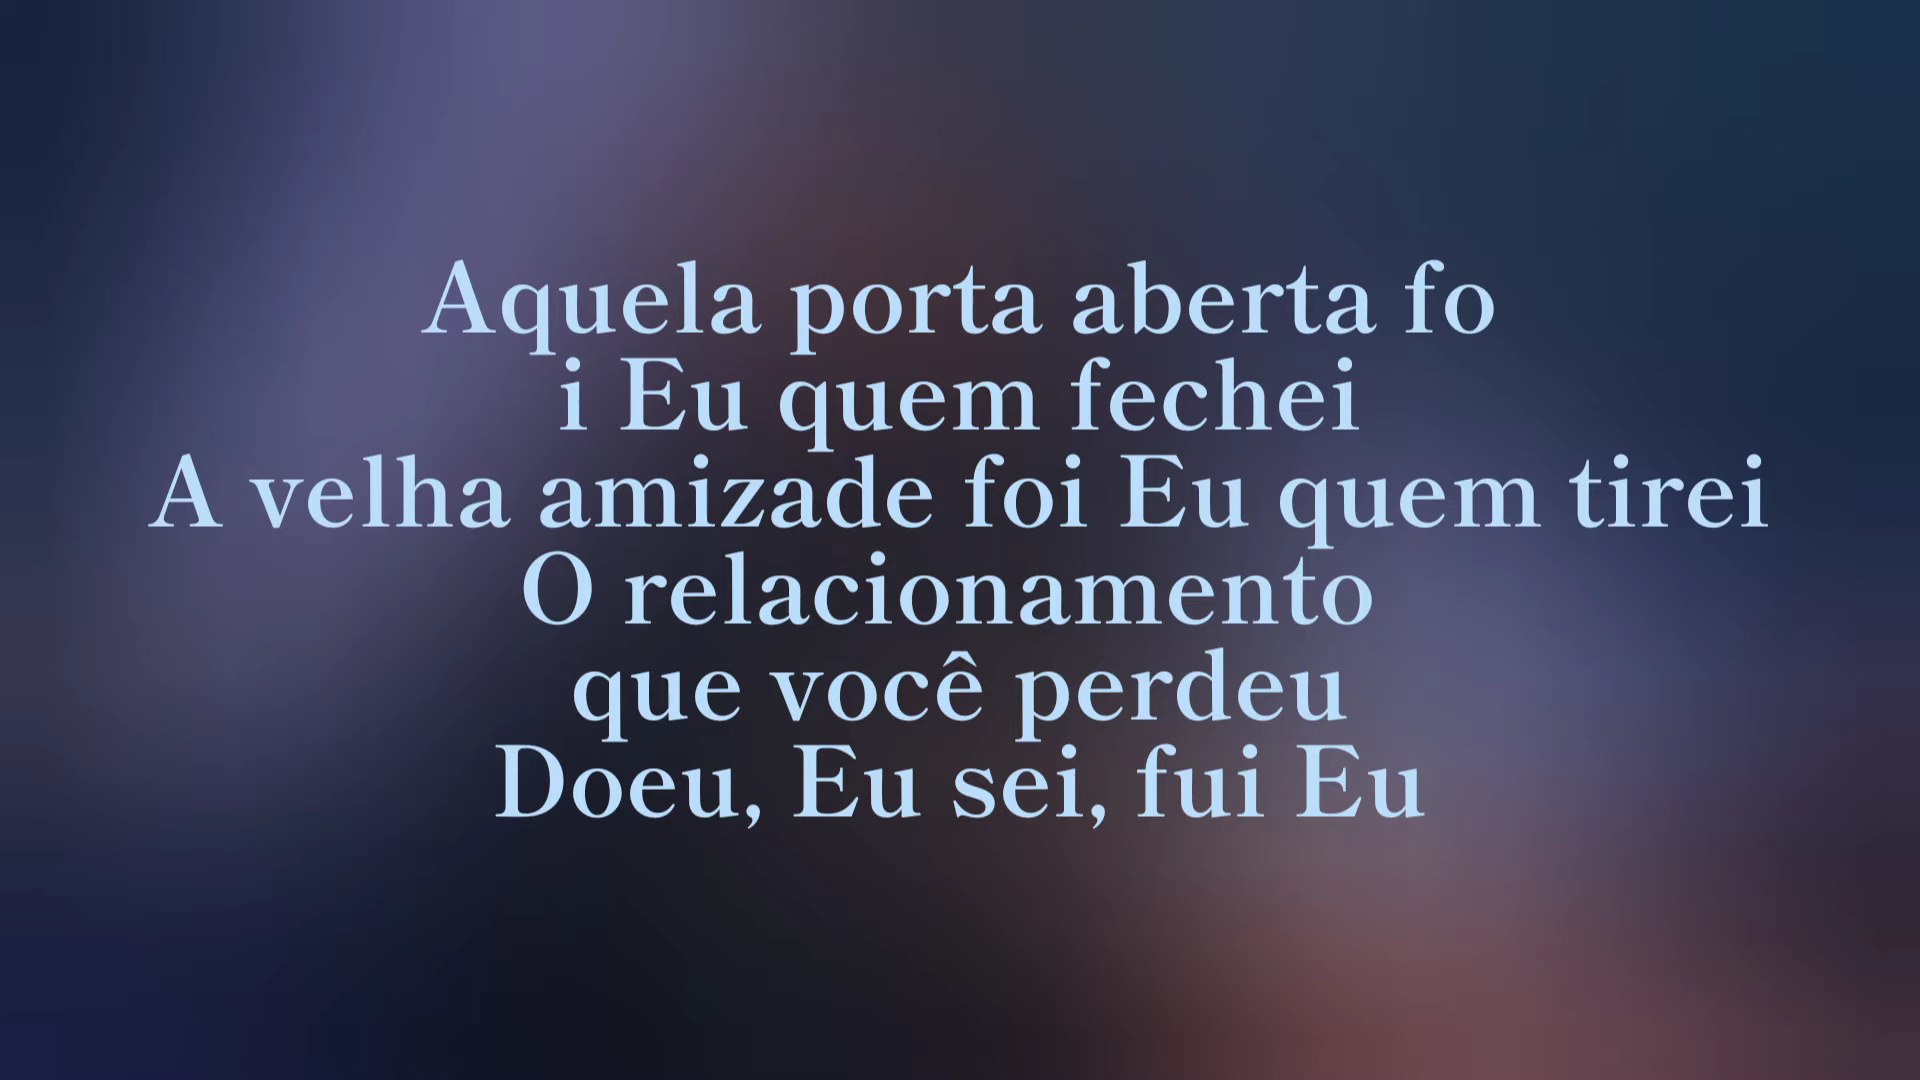 Aquela porta aberta fo
i Eu quem fechei
A velha amizade foi Eu quem tirei
O relacionamento
que você perdeu
Doeu, Eu sei, fui Eu